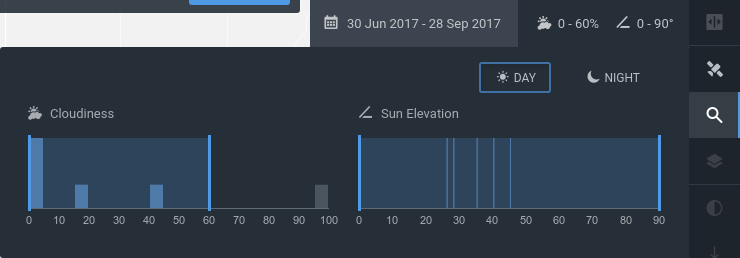 30 Jun 2017 - 28 Sep 2017 0 - 60% 0 - 90°
DAY NIGHT
Cloudiness Sun Elevation
0 10 20 30 40 50 60 70 80 90 100 0 10 20 30 40 50 60 70 80 90